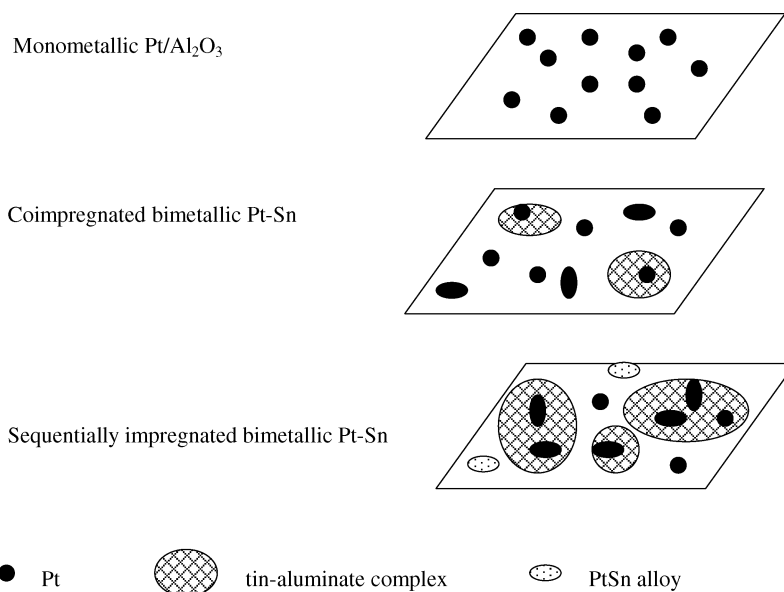 Monometallic Pt/Al₂O₃
Coimpregnated bimetallic Pt-Sn
Sequentially impregnated bimetallic Pt-Sn
Pt tin-aluminate complex PtSn alloy